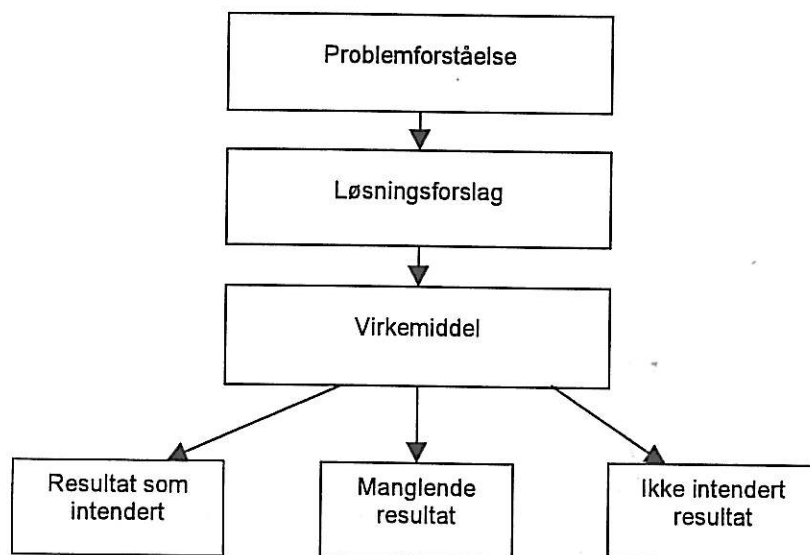 Problemforståelse
Løsningsforslag
Virkemiddel
Resultat som
intendert
Manglende
resultat
Ikke intendert
resultat